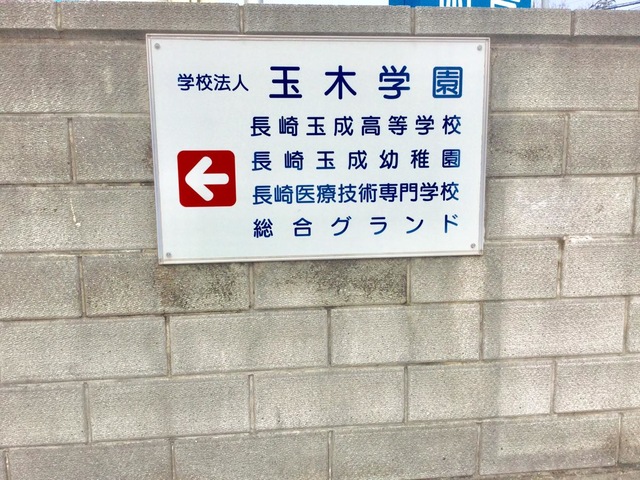 学校法人 玉木学園
長崎玉成高等学校
長崎玉成幼稚園
長崎医療技術専門学校
総合グランド